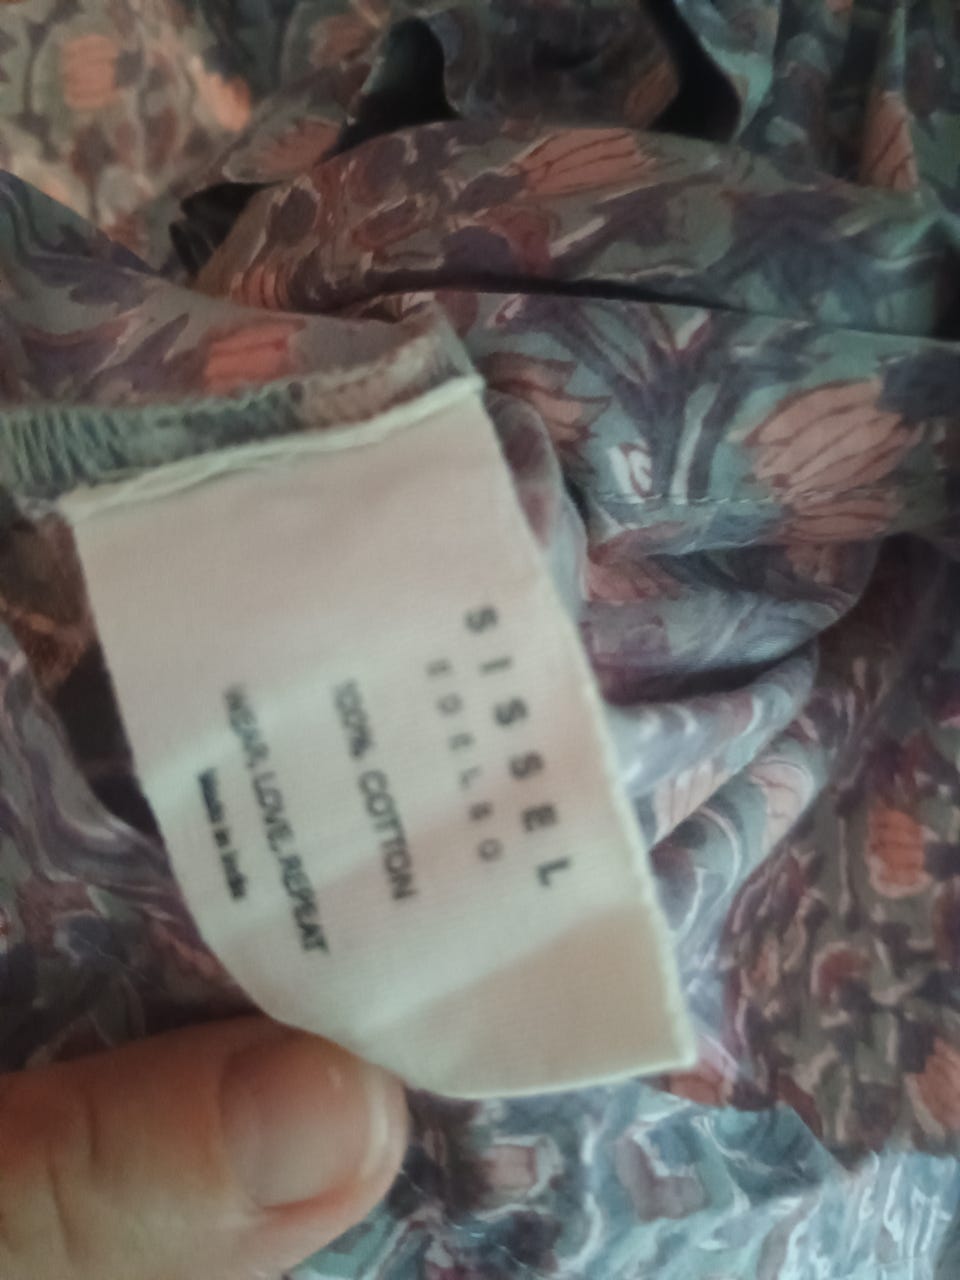 SISSEL
EDELBO
100% COTTON
WEAR.LOVE.REPEAT
Made in India